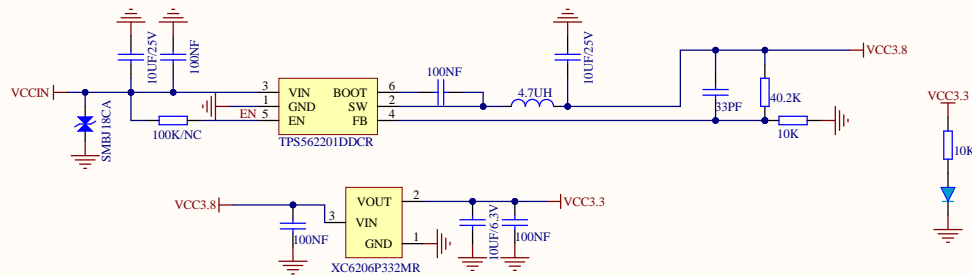 10UF/25V
100NF
10UF/25V
VCC3.8
VCCIN
100NF
3
VIN
BOOT
6
4.7UH
1
GND
SW
2
EN
5
EN
FB
4
33PF
40.2K
SMBJ18CA
100K/NC
TPS562201DDCR
10K
VCC3.3
10K
VCC3.8
VOUT
2
VCC3.3
3
VIN
100NF
GND
1
10UF/6.3V
100NF
XC6206P332MR